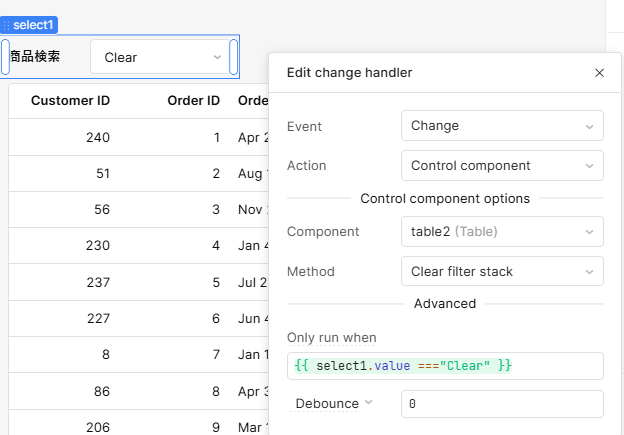 select1
商品検索 Clear
Edit change handler
Event Change
Action Control component
Control component options
Component table2 (Table)
Method Clear filter stack
Advanced
Only run when
{{ select1.value ==="Clear" }}
Debounce 0
Customer ID Order ID Orde
240 1 Apr 2
51 2 Aug
56 3 Nov
230 4 Jan 4
237 5 Jul 2
227 6 Jun 4
8 7 Jan 1
86 8 Apr 3
206 9 Mar